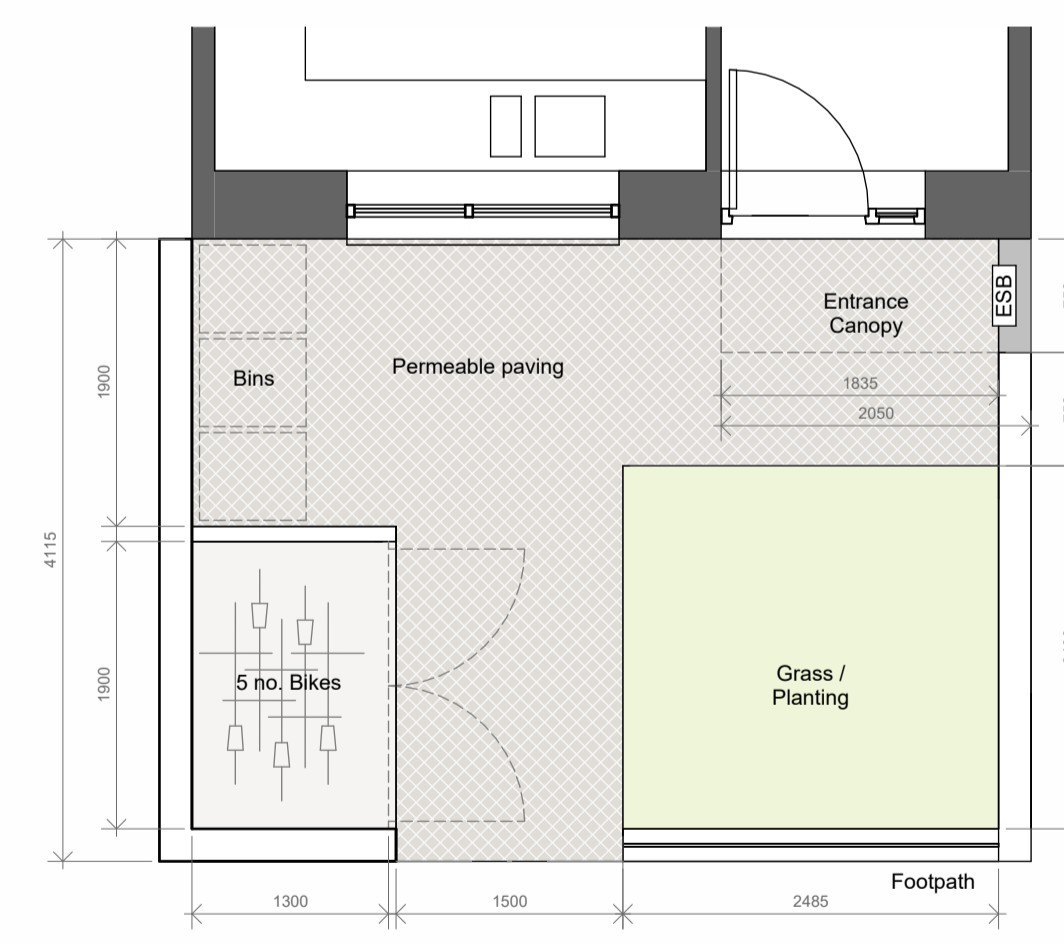 ESB
Entrance
Canopy
Permeable paving
Bins
1900
1835
2050
4115
1900
5 no. Bikes
Grass /
Planting
Footpath
1300
1500
2485